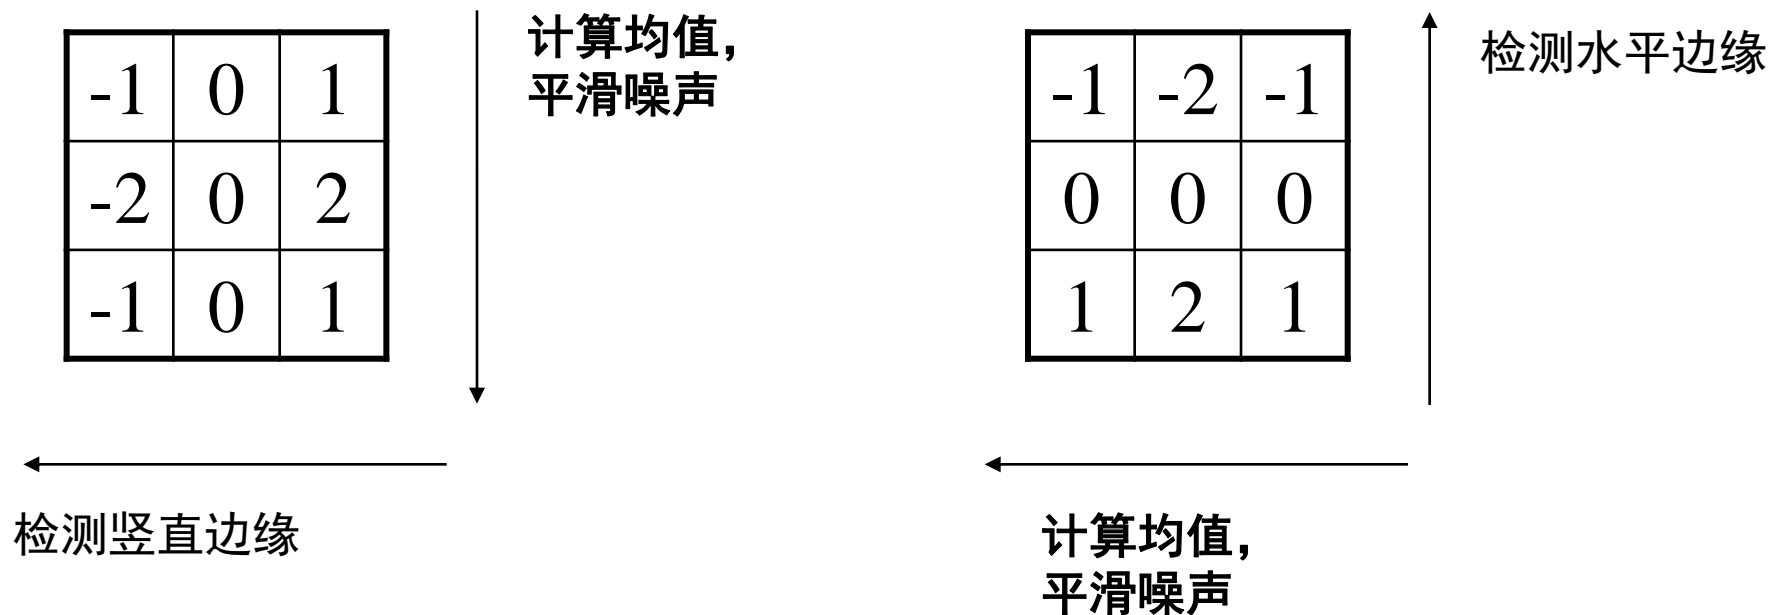 -1 0 1
-2 0 2
-1 0 1
计算均值，
平滑噪声
检测竖直边缘
-1 -2 -1
0 0 0
1 2 1
检测水平边缘
计算均值，
平滑噪声